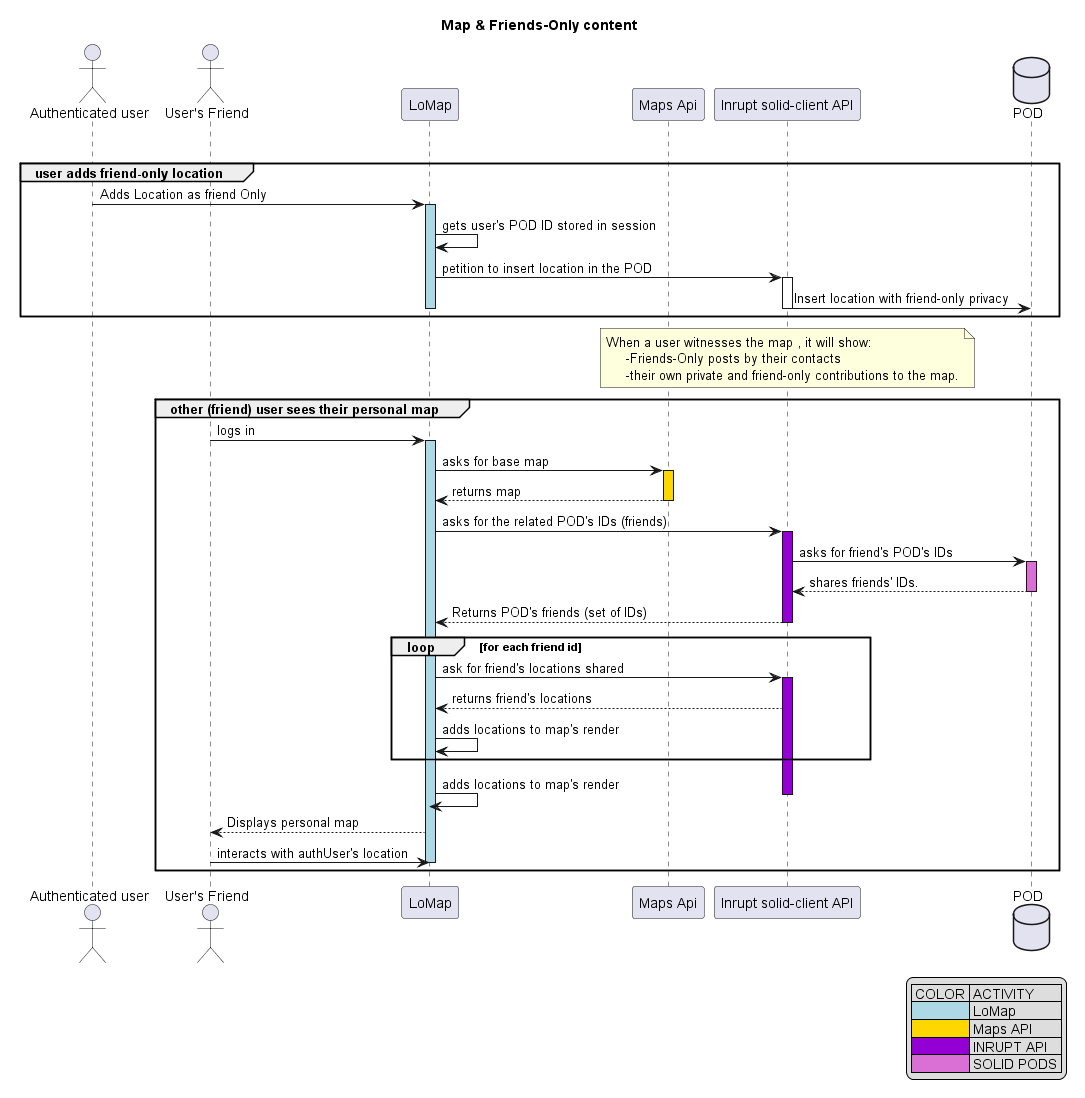 Map & Friends-Only content
Authenticated user
User's Friend
LoMap
Maps Api
Inrupt solid-client API
POD
user adds friend-only location
Adds Location as friend Only
gets user's POD ID stored in session
petition to insert location in the POD
Insert location with friend-only privacy
When a user witnesses the map , it will show:
-Friends-Only posts by their contacts
-their own private and friend-only contributions to the map.
other (friend) user sees their personal map
logs in
asks for base map
returns map
asks for the related POD's IDs (friends)
asks for friend's POD's IDs
shares friends' IDs.
Returns POD's friends (set of IDs)
loop [for each friend id]
ask for friend's locations shared
returns friend's locations
adds locations to map's render
adds locations to map's render
Displays personal map
interacts with authUser's location
Authenticated user
User's Friend
LoMap
Maps Api
Inrupt solid-client API
POD
COLOR ACTIVITY
LoMap
Maps API
INRUPT API
SOLID PODS